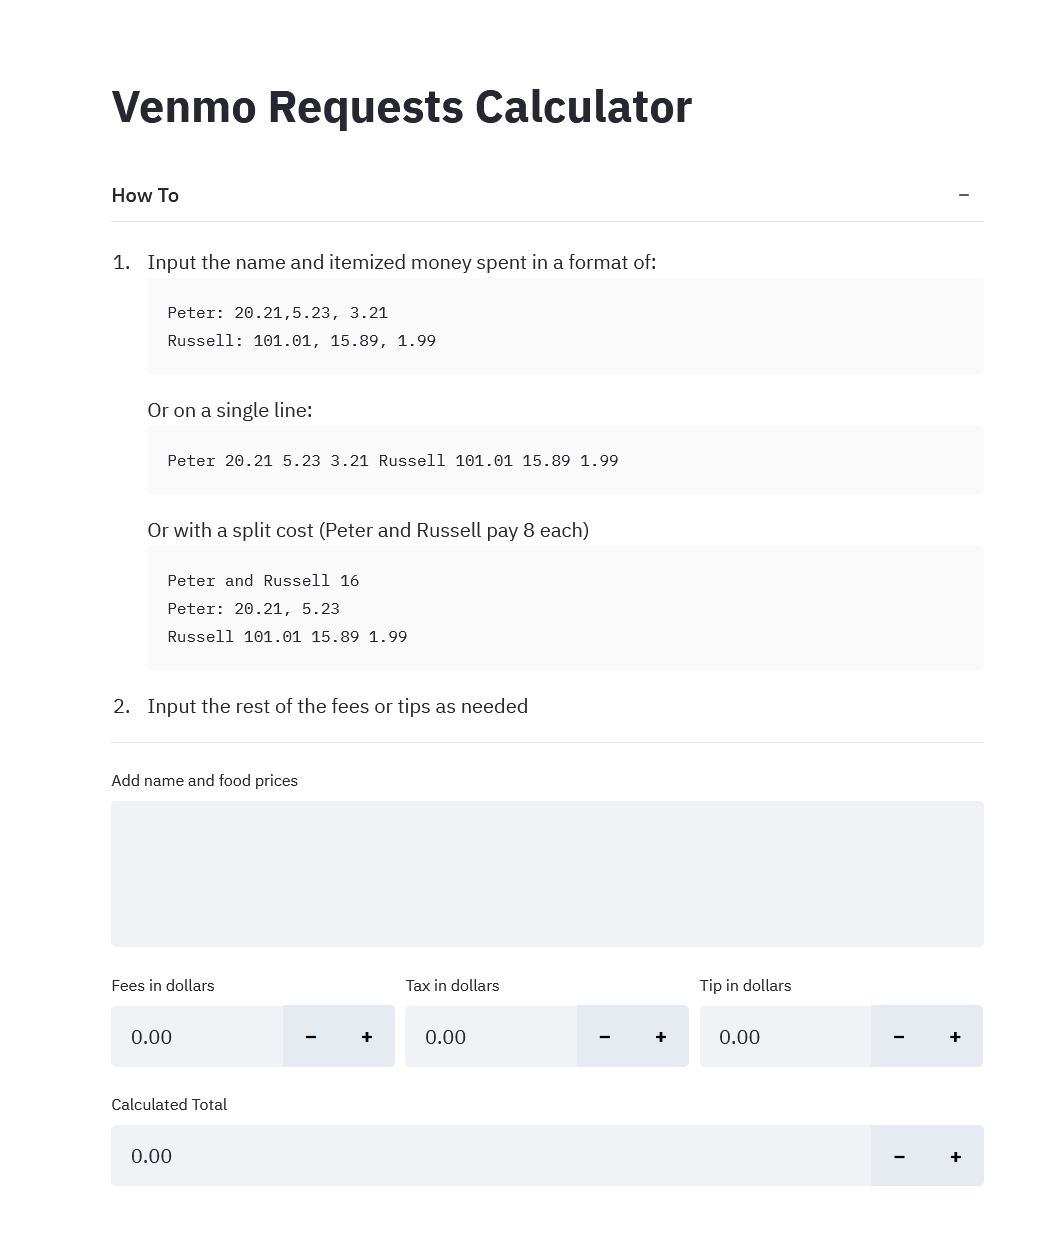 Venmo Requests Calculator
How To
1. Input the name and itemized money spent in a format of:
Peter: 20.21,5.23, 3.21
Russell: 101.01, 15.89, 1.99
Or on a single line:
Peter 20.21 5.23 3.21 Russell 101.01 15.89 1.99
Or with a split cost (Peter and Russell pay 8 each)
Peter and Russell 16
Peter: 20.21, 5.23
Russell 101.01 15.89 1.99
2. Input the rest of the fees or tips as needed
Add name and food prices
Fees in dollars Tax in dollars Tip in dollars
0.00 − + 0.00 − + 0.00 − +
Calculated Total
0.00 − +